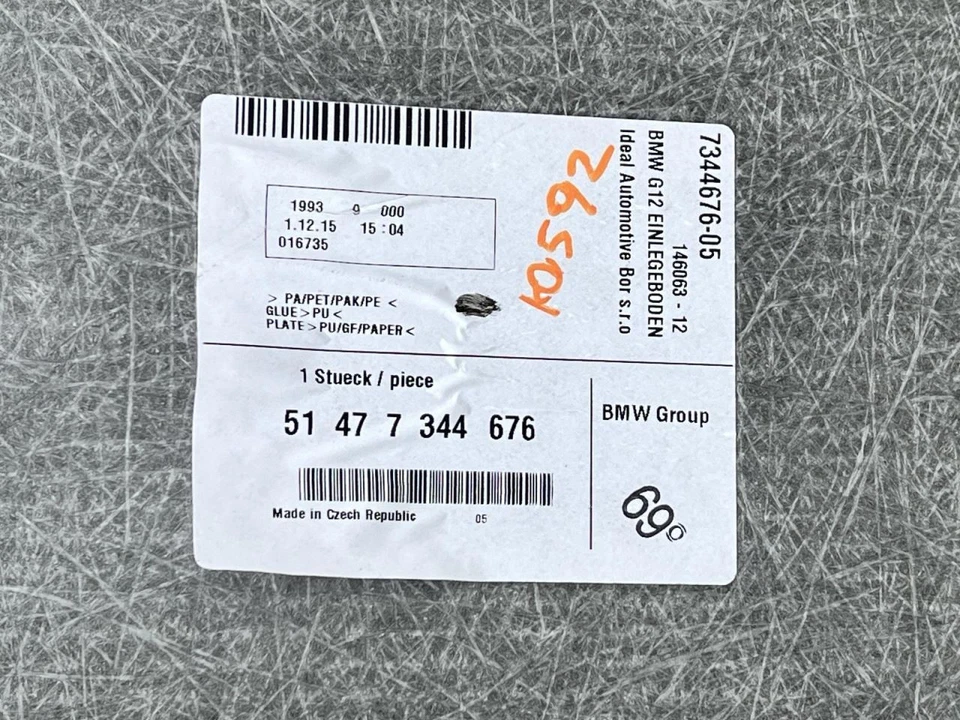 7344676-05
146063 - 12
BMW G12 EINLEGEBODEN
Ideal Automotive Bor s.r.o
1993 9 000
1.12.15 15:04
016735
> PA/PET/PAK/PE <
GLUE>PU<
PLATE>PU/GF/PAPER<
1 Stueck / piece
51 47 7 344 676
Made in Czech Republic 05
BMW Group